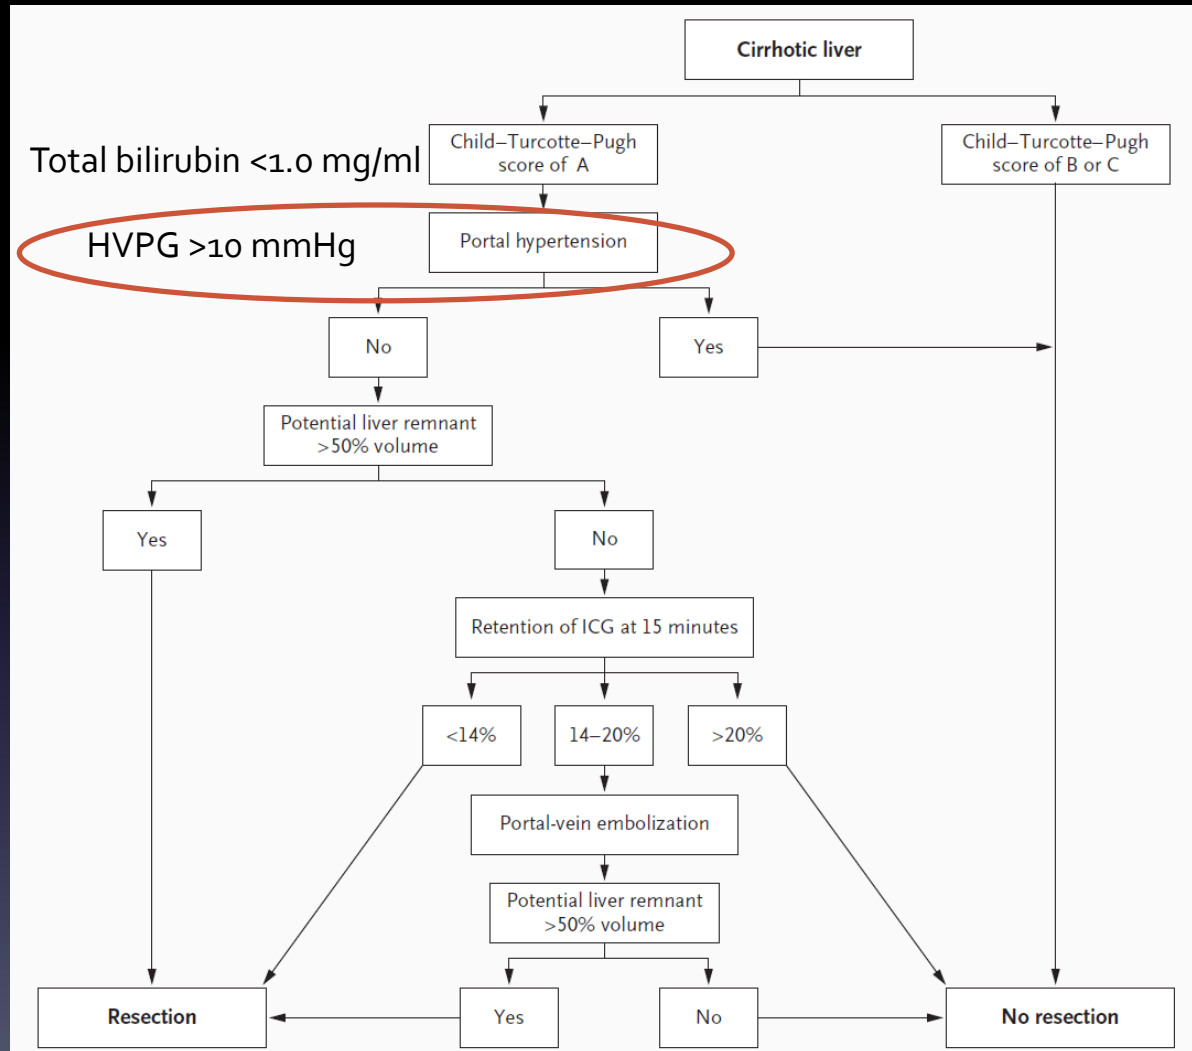 Cirrhotic liver
Total bilirubin <1.0 mg/ml
Child–Turcotte–Pugh
score of A
Child–Turcotte–Pugh
score of B or C
HVPG >10 mmHg
Portal hypertension
No
Yes
Potential liver remnant
>50% volume
Yes
No
Retention of ICG at 15 minutes
<14%
14–20%
>20%
Portal-vein embolization
Potential liver remnant
>50% volume
Resection
Yes
No
No resection